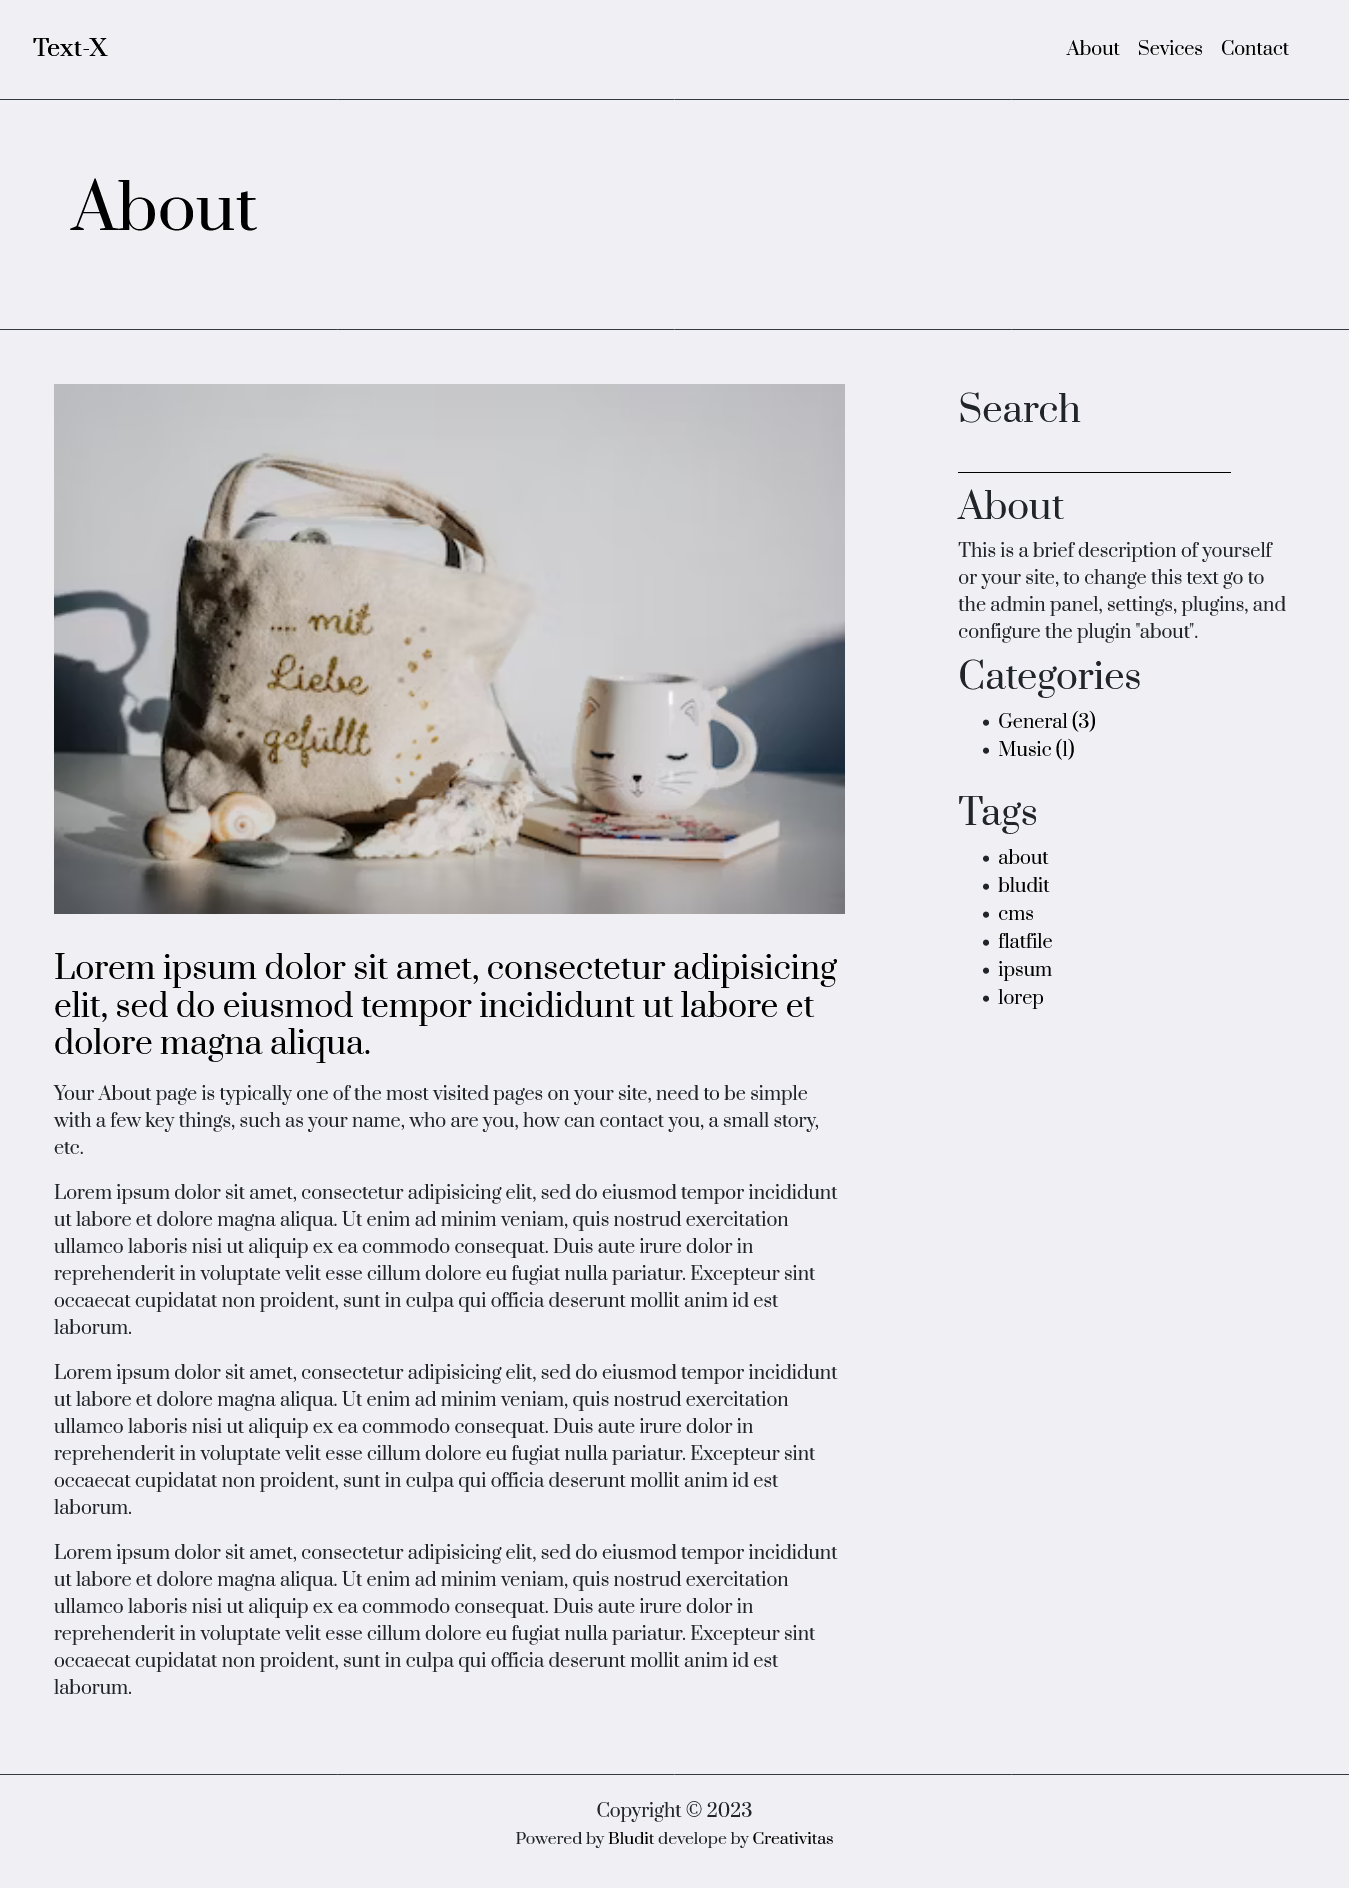 Text-X
About Sevices Contact
About
.... mit
Liebe
gefüllt
Lorem ipsum dolor sit amet, consectetur adipisicing
elit, sed do eiusmod tempor incididunt ut labore et
dolore magna aliqua.
Your About page is typically one of the most visited pages on your site, need to be simple
with a few key things, such as your name, who are you, how can contact you, a small story,
etc.
Lorem ipsum dolor sit amet, consectetur adipisicing elit, sed do eiusmod tempor incididunt
ut labore et dolore magna aliqua. Ut enim ad minim veniam, quis nostrud exercitation
ullamco laboris nisi ut aliquip ex ea commodo consequat. Duis aute irure dolor in
reprehenderit in voluptate velit esse cillum dolore eu fugiat nulla pariatur. Excepteur sint
occaecat cupidatat non proident, sunt in culpa qui officia deserunt mollit anim id est
laborum.
Lorem ipsum dolor sit amet, consectetur adipisicing elit, sed do eiusmod tempor incididunt
ut labore et dolore magna aliqua. Ut enim ad minim veniam, quis nostrud exercitation
ullamco laboris nisi ut aliquip ex ea commodo consequat. Duis aute irure dolor in
reprehenderit in voluptate velit esse cillum dolore eu fugiat nulla pariatur. Excepteur sint
occaecat cupidatat non proident, sunt in culpa qui officia deserunt mollit anim id est
laborum.
Lorem ipsum dolor sit amet, consectetur adipisicing elit, sed do eiusmod tempor incididunt
ut labore et dolore magna aliqua. Ut enim ad minim veniam, quis nostrud exercitation
ullamco laboris nisi ut aliquip ex ea commodo consequat. Duis aute irure dolor in
reprehenderit in voluptate velit esse cillum dolore eu fugiat nulla pariatur. Excepteur sint
occaecat cupidatat non proident, sunt in culpa qui officia deserunt mollit anim id est
laborum.
Search
About
This is a brief description of yourself
or your site, to change this text go to
the admin panel, settings, plugins, and
configure the plugin "about".
Categories
• General (3)
• Music (1)
Tags
• about
• bludit
• cms
• flatfile
• ipsum
• lorep
Copyright © 2023
Powered by Bludit develope by Creativitas